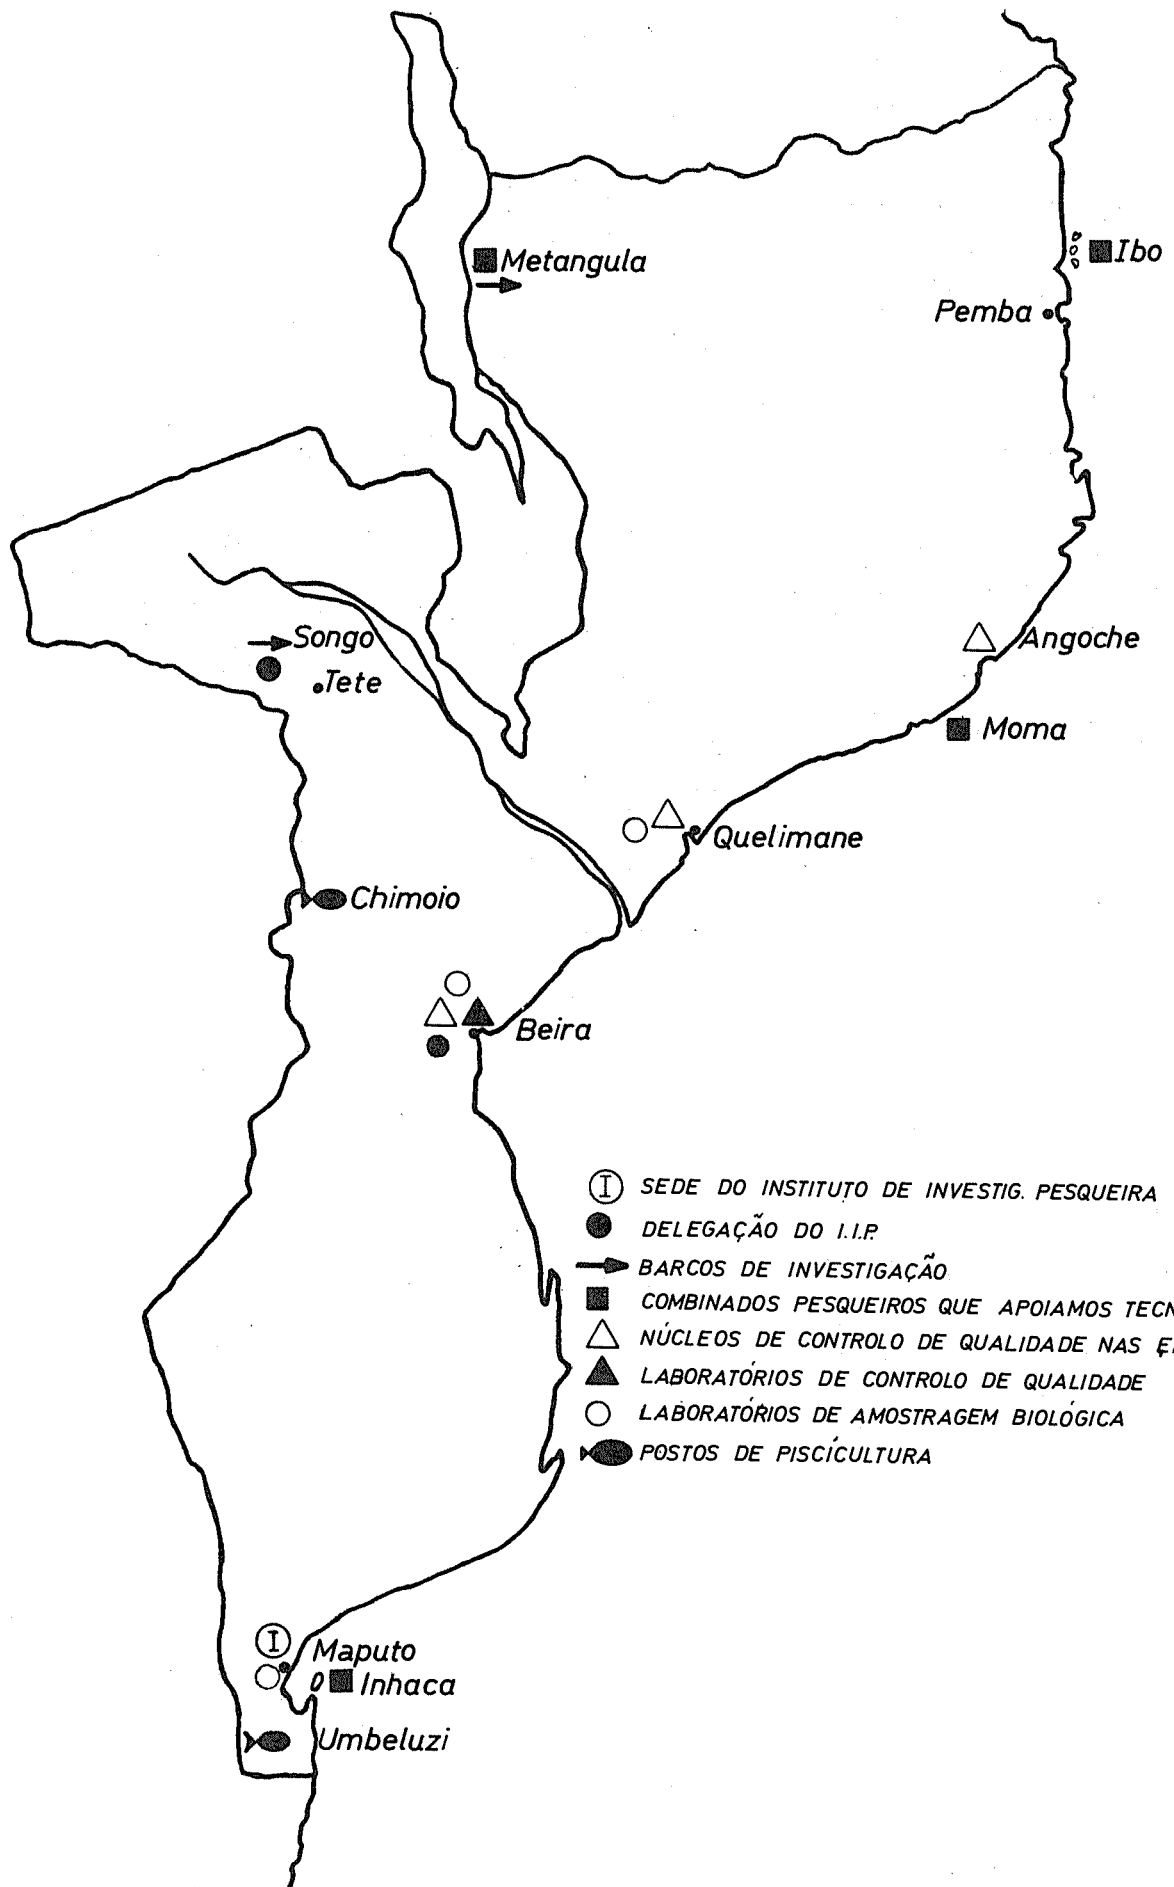 Metangula
Ibo
Pemba
Songo
Tete
Angoche
Moma
Quelimane
Chimoio
Beira
I SEDE DO INSTITUTO DE INVESTIG. PESQUEIRA
DELEGAÇÃO DO I.I.P.
BARCOS DE INVESTIGAÇÃO
COMBINADOS PESQUEIROS QUE APOIAMOS TECN
NÚCLEOS DE CONTROLO DE QUALIDADE NAS
LABORATÓRIOS DE CONTROLO DE QUALIDADE
LABORATÓRIOS DE AMOSTRAGEM BIOLÓGICA
POSTOS DE PISCÍCULTURA
I
Maputo
Inhaca
Umbeluzi